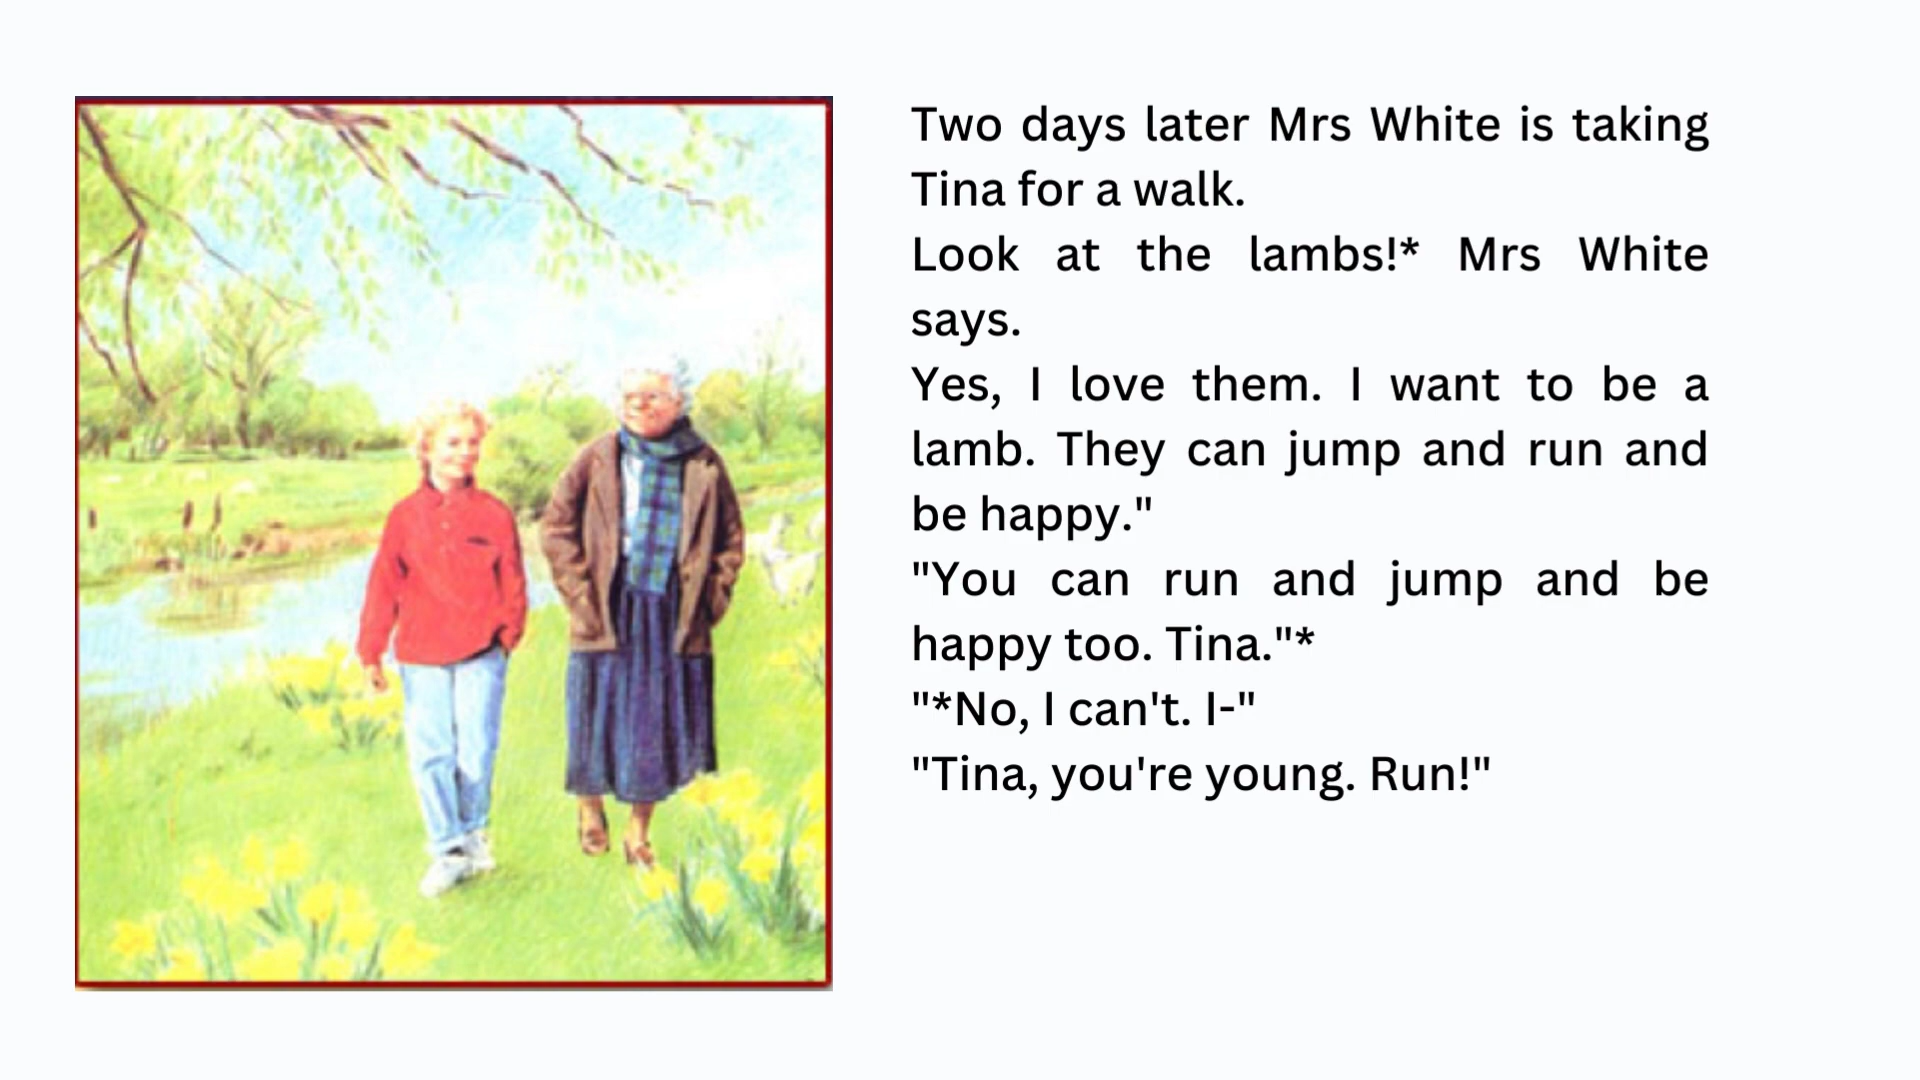 Two days later Mrs White is taking
Tina for a walk.
Look at the lambs!* Mrs White
says.
Yes, I love them. I want to be a
lamb. They can jump and run and
be happy."
"You can run and jump and be
happy too. Tina."*
"*No, I can't. I-"
"Tina, you're young. Run!"